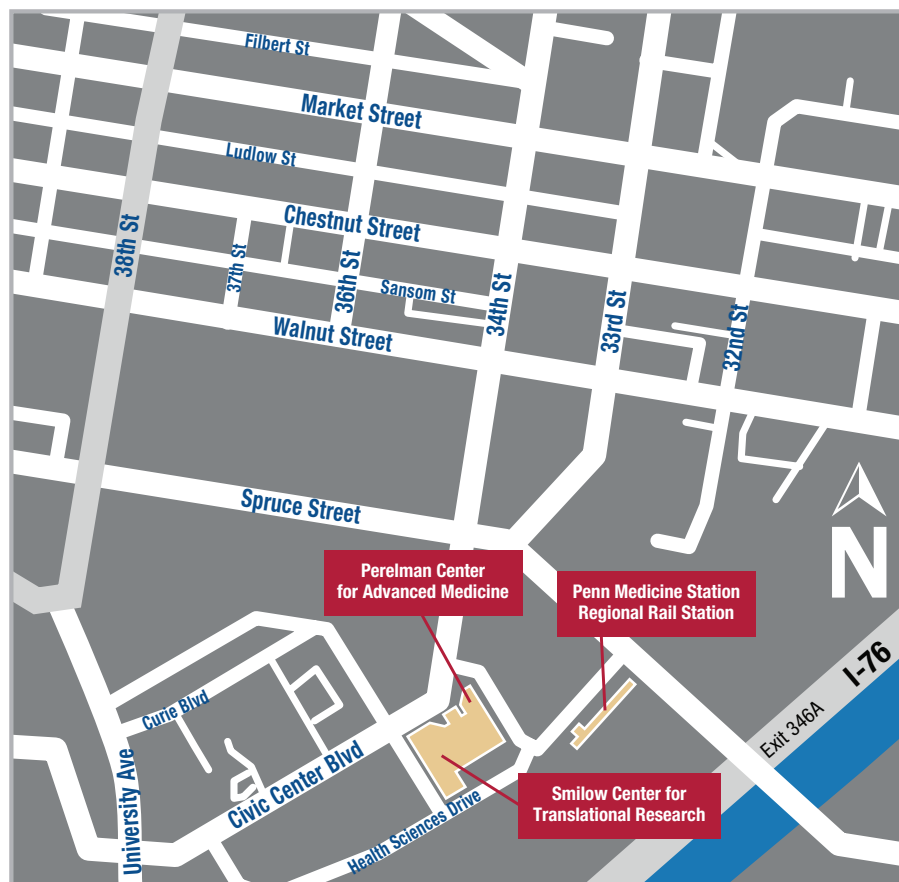 Filbert St
Market Street
Ludlow St
Chestnut Street
38th St
37th St
36th St
Sansom St
34th St
33rd St
32nd St
Walnut Street
Spruce Street
N
Perelman Center
for Advanced Medicine
Penn Medicine Station
Regional Rail Station
I-76
Exit 346A
Curie Blvd
University Ave
Civic Center Blvd
Health Sciences Drive
Smilow Center for
Translational Research